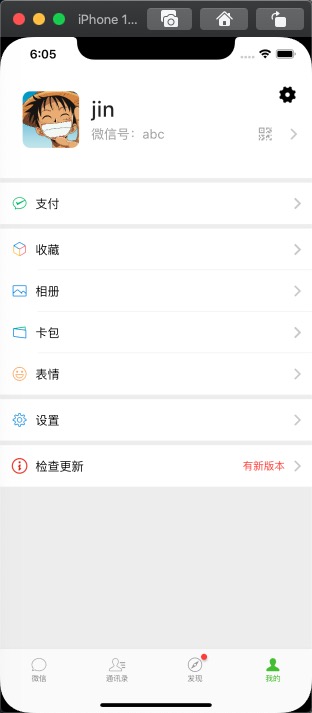 iPhone 1...
6:05
jin
微信号：abc
支付
收藏
相册
卡包
表情
设置
检查更新 有新版本
微信 通讯录 发现 我的